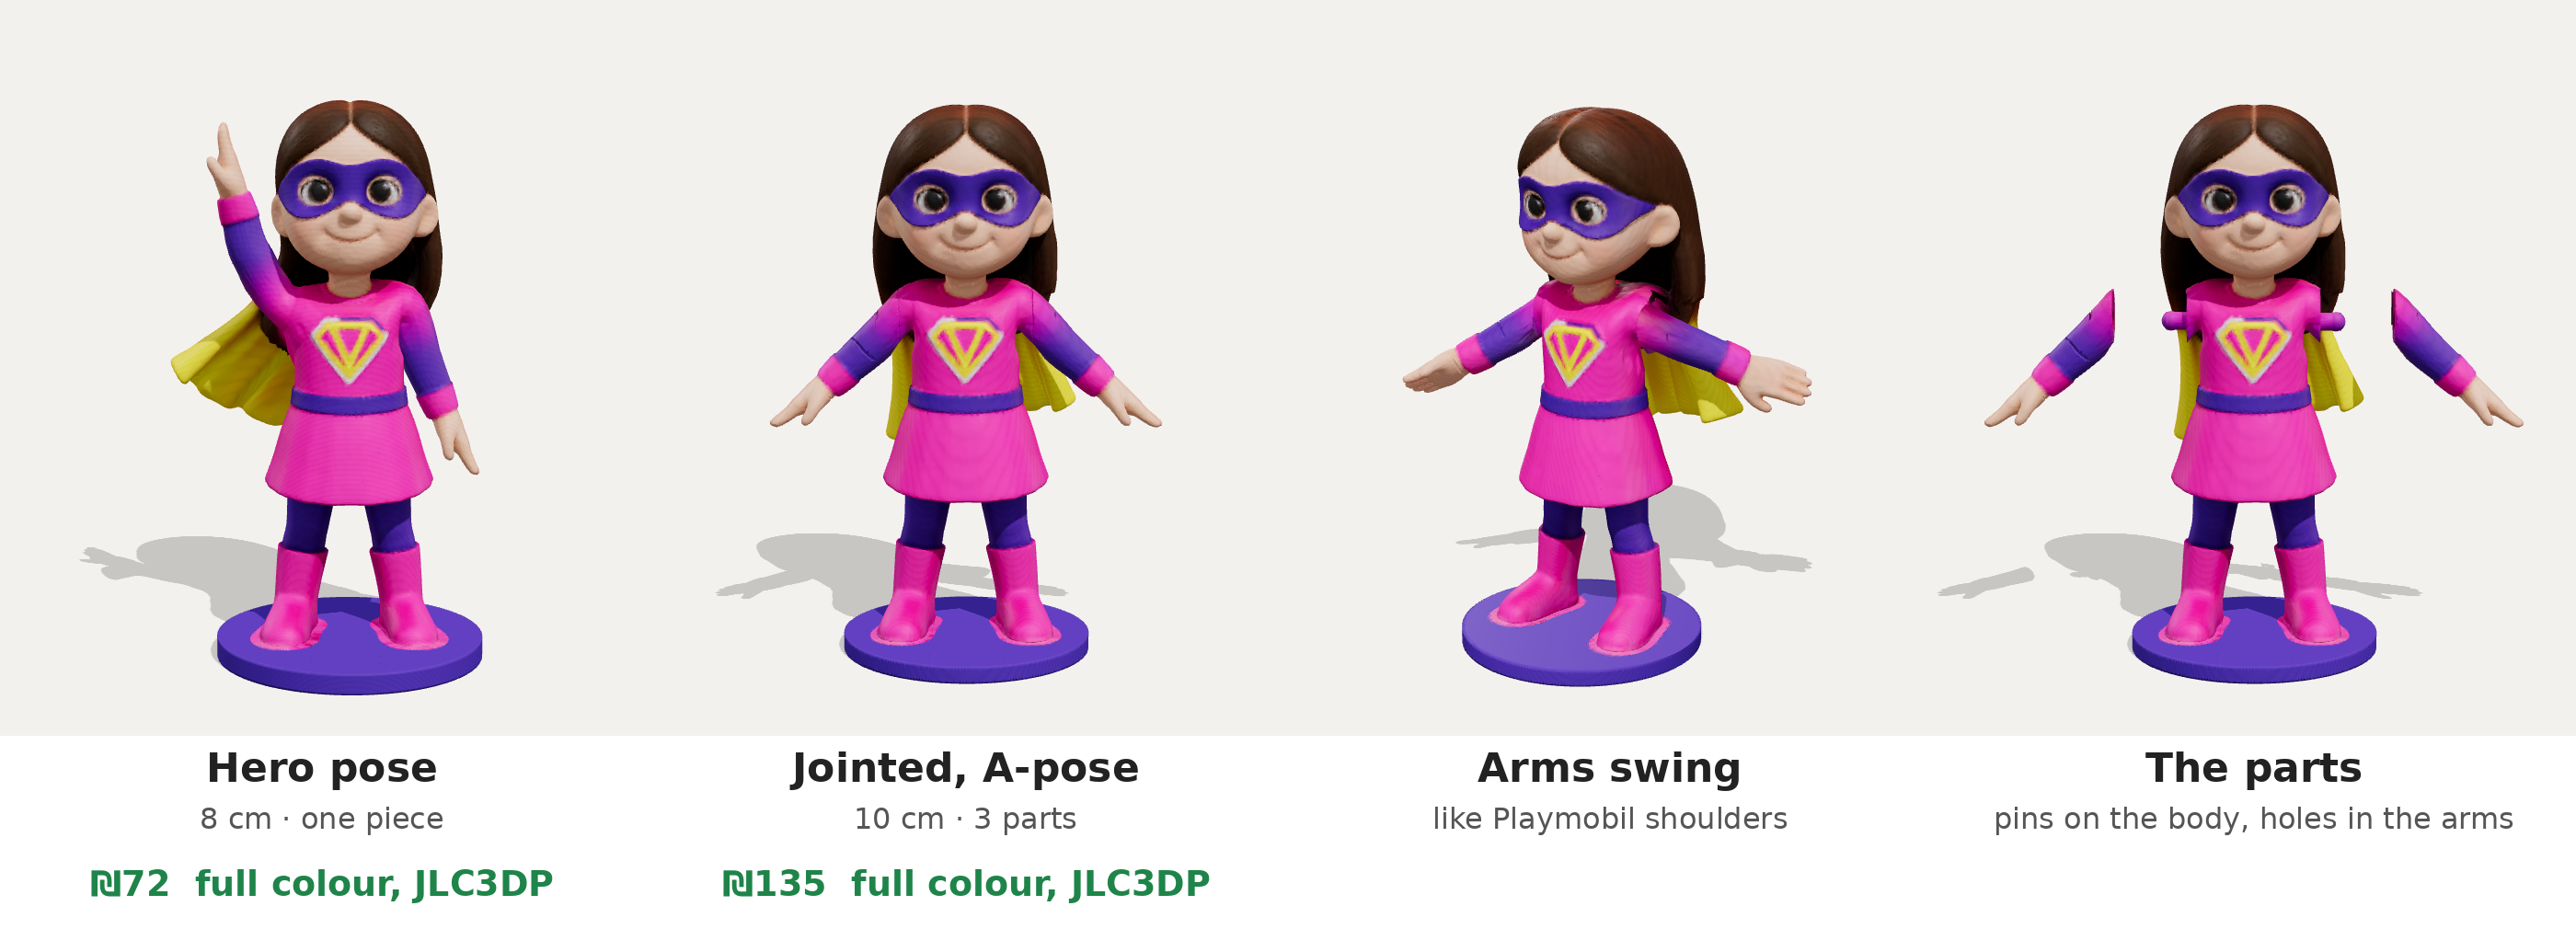 Hero pose
8 cm · one piece
₪72 full colour, JLC3DP
Jointed, A-pose
10 cm · 3 parts
₪135 full colour, JLC3DP
Arms swing
like Playmobil shoulders
The parts
pins on the body, holes in the arms